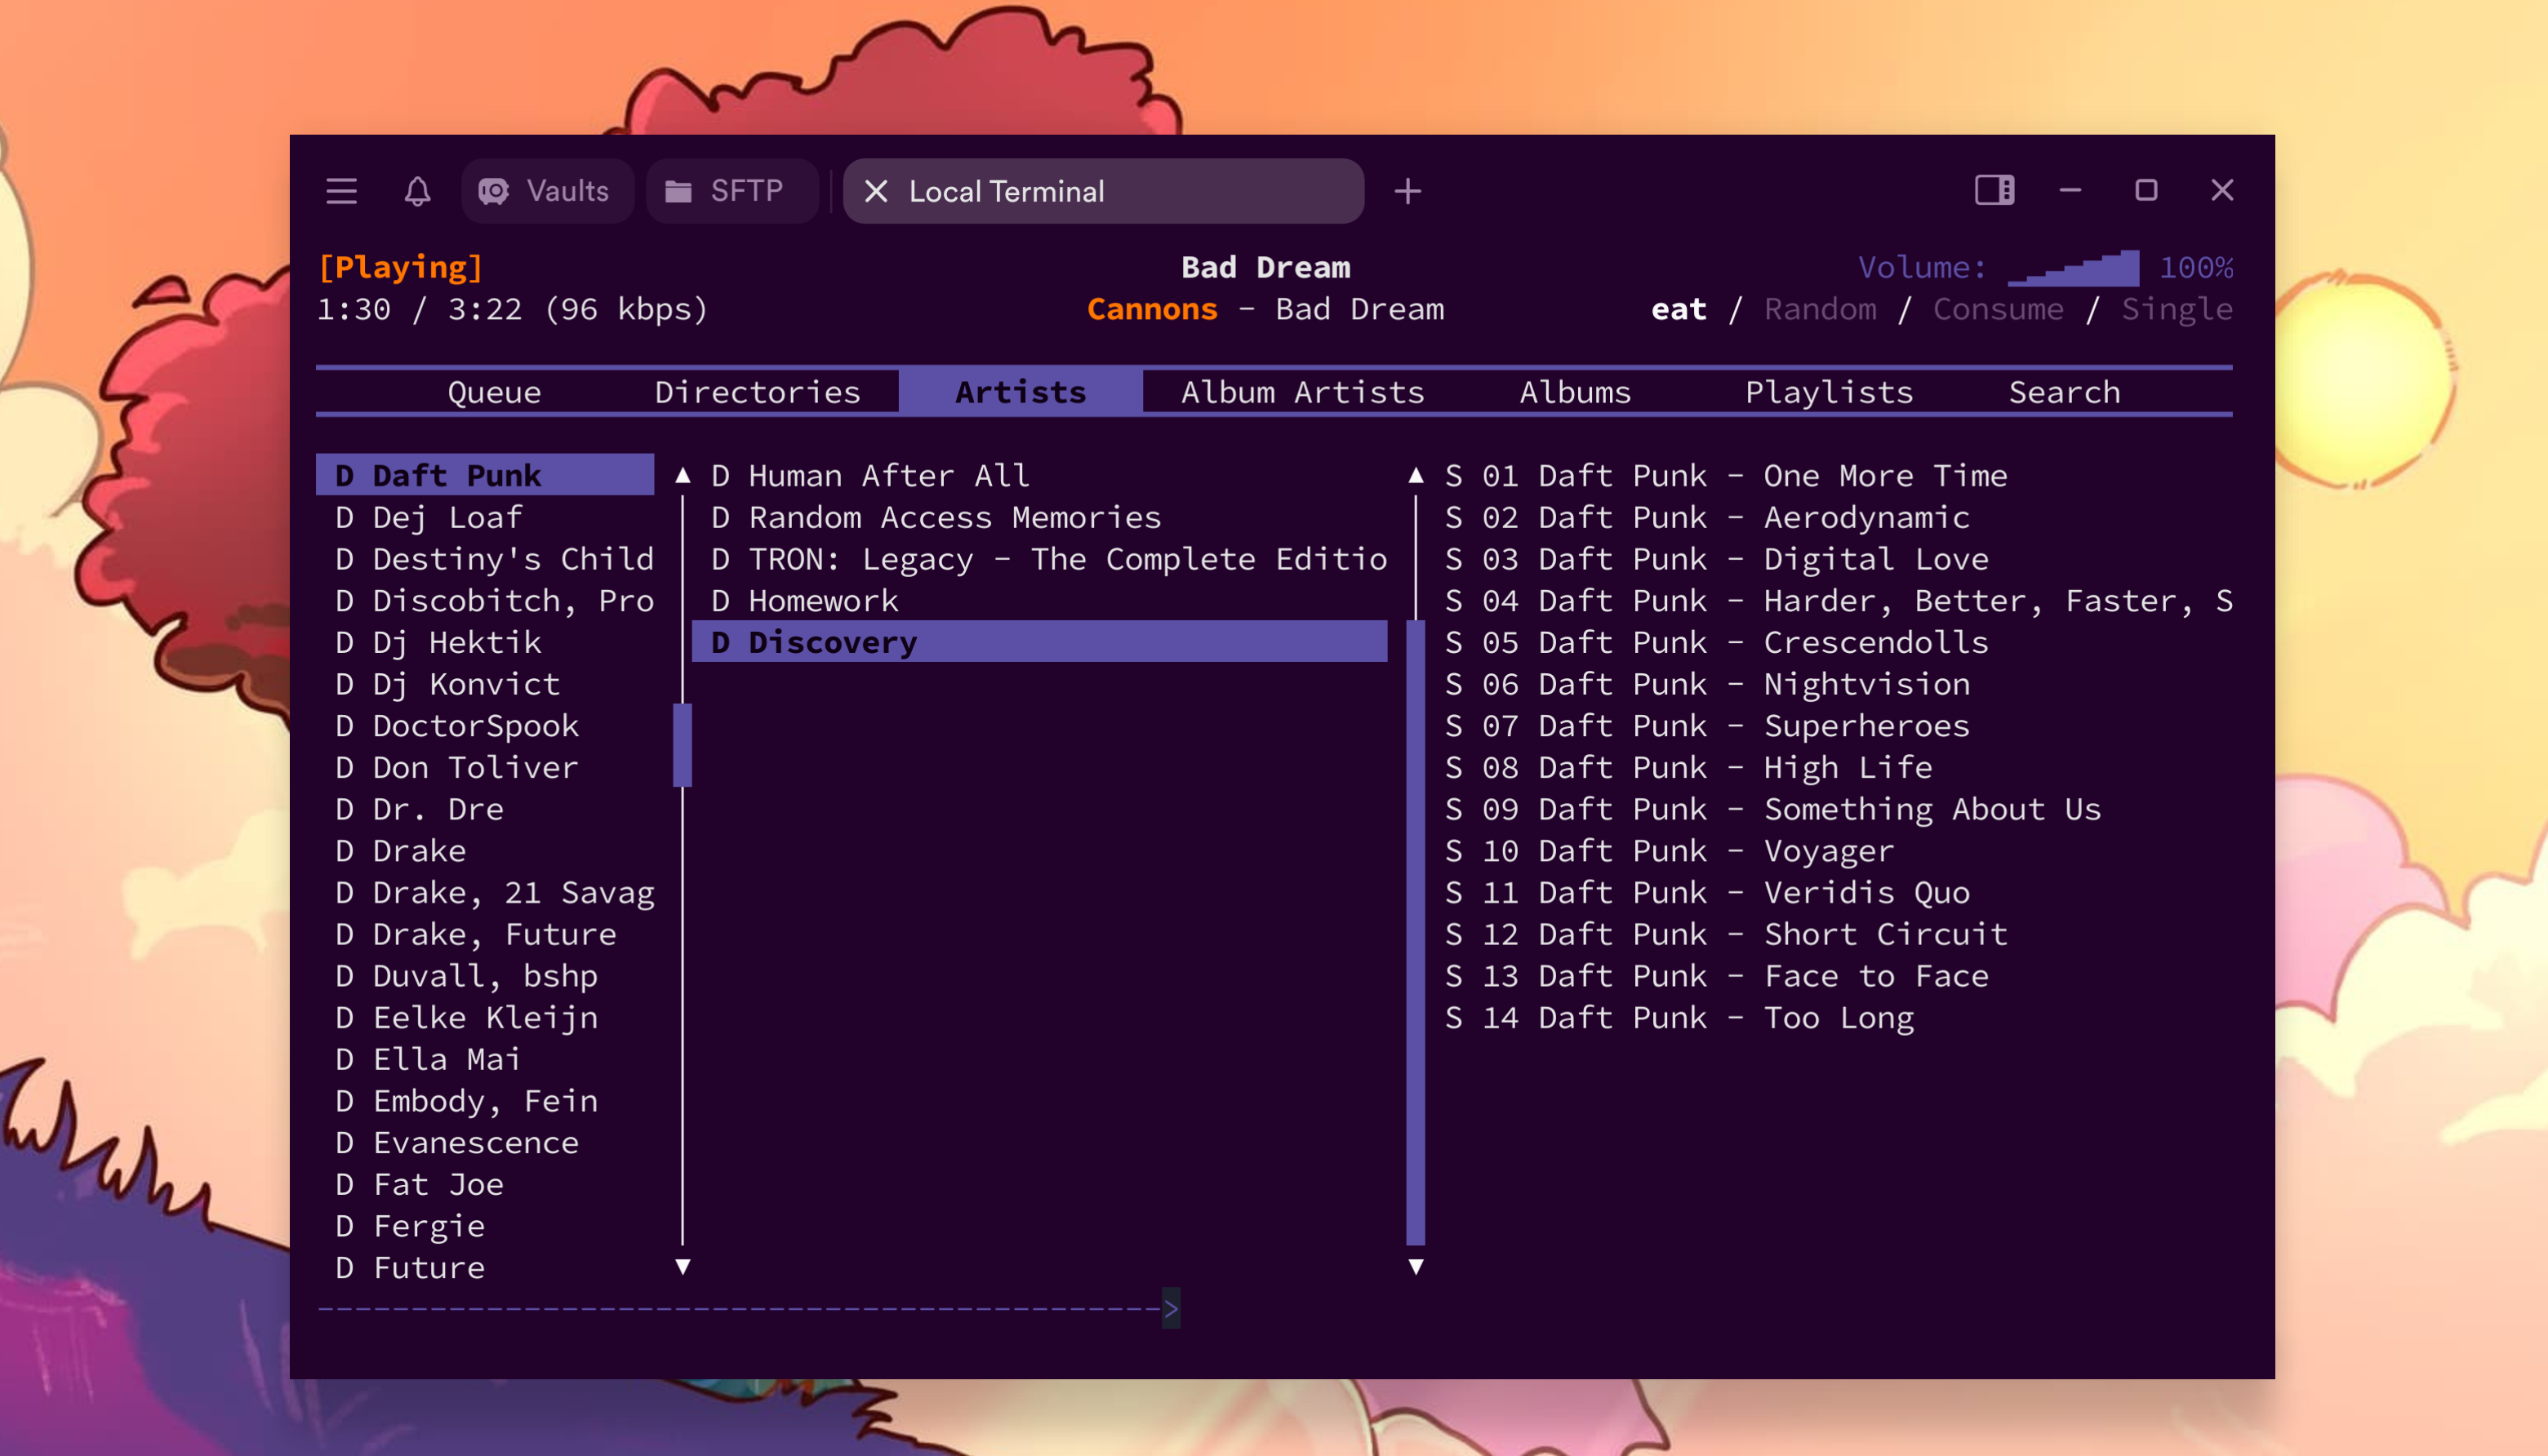 Vaults SFTP Local Terminal
[Playing] Bad Dream Volume: 100%
1:30 / 3:22 (96 kbps) Cannons - Bad Dream eat / Random / Consume / Single
Queue Directories Artists Album Artists Albums Playlists Search
D Daft Punk
D Dej Loaf
D Destiny's Child
D Discobitch, Pro
D Dj Hektik
D Dj Konvict
D DoctorSpook
D Don Toliver
D Dr. Dre
D Drake
D Drake, 21 Savag
D Drake, Future
D Duvall, bshp
D Eelke Kleijn
D Ella Mai
D Embody, Fein
D Evanescence
D Fat Joe
D Fergie
D Future
D Human After All
D Random Access Memories
D TRON: Legacy - The Complete Editio
D Homework
D Discovery
S 01 Daft Punk - One More Time
S 02 Daft Punk - Aerodynamic
S 03 Daft Punk - Digital Love
S 04 Daft Punk - Harder, Better, Faster, S
S 05 Daft Punk - Crescendolls
S 06 Daft Punk - Nightvision
S 07 Daft Punk - Superheroes
S 08 Daft Punk - High Life
S 09 Daft Punk - Something About Us
S 10 Daft Punk - Voyager
S 11 Daft Punk - Veridis Quo
S 12 Daft Punk - Short Circuit
S 13 Daft Punk - Face to Face
S 14 Daft Punk - Too Long